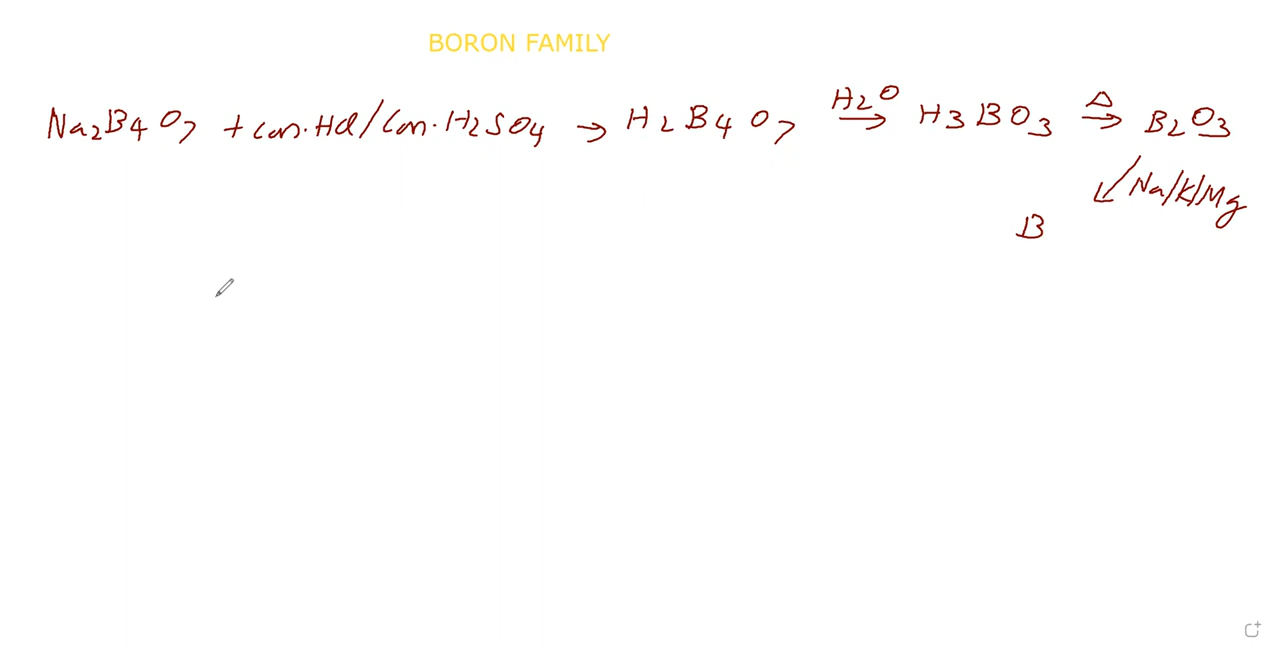 BORON FAMILY
Na2B4O7 + con.HCl/Con.H2SO4 → H2B4O7 H2O→ H3BO3 Δ→ B2O3
↙Na/K/Mg
B